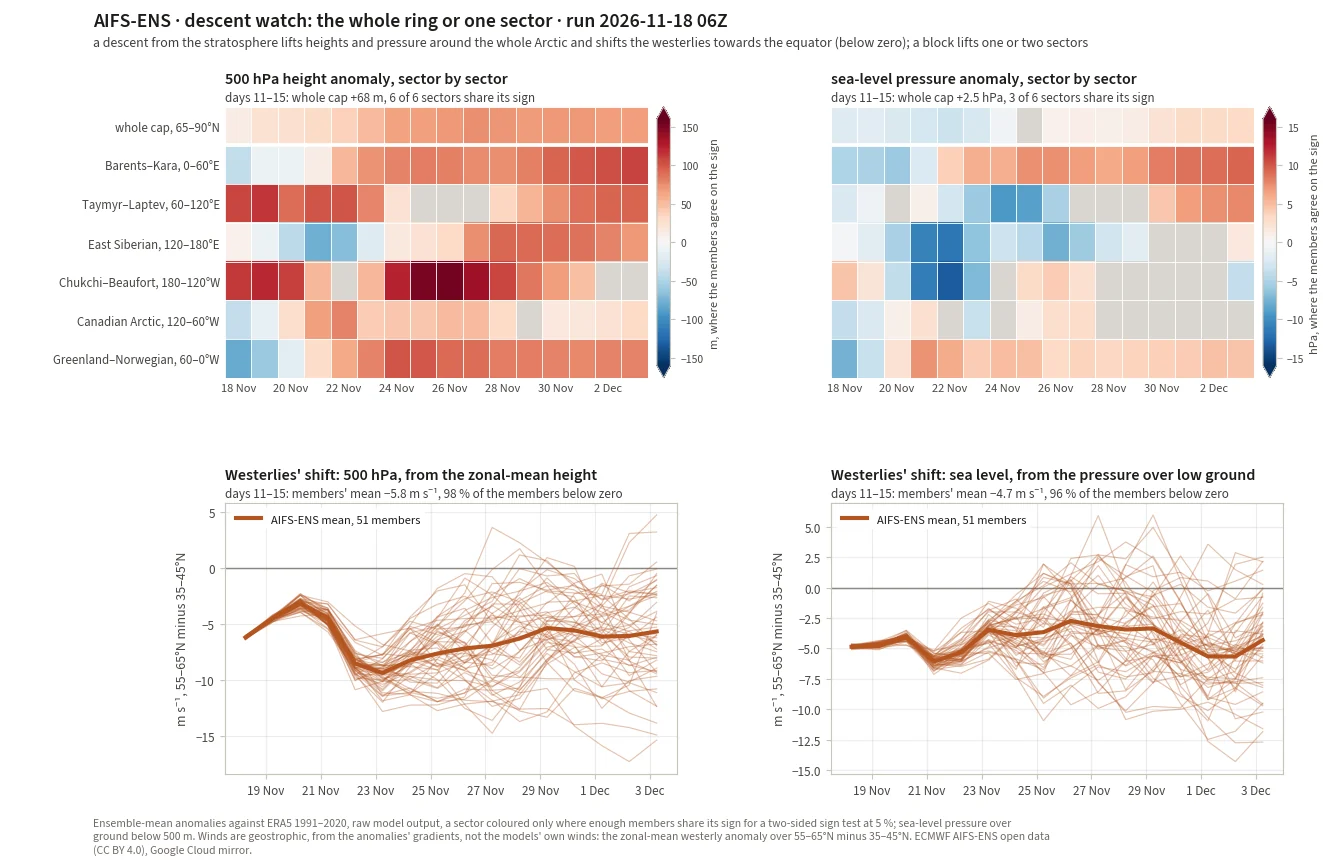 AIFS-ENS · descent watch: the whole ring or one sector · run 2026-11-18 06Z
a descent from the stratosphere lifts heights and pressure around the whole Arctic and shifts the westerlies towards the equator (below zero); a block lifts one or two sectors
500 hPa height anomaly, sector by sector
days 11–15: whole cap +68 m, 6 of 6 sectors share its sign
whole cap, 65–90°N
Barents–Kara, 0–60°E
Taymyr–Laptev, 60–120°E
East Siberian, 120–180°E
Chukchi–Beaufort, 180–120°W
Canadian Arctic, 120–60°W
Greenland–Norwegian, 60–0°W
18 Nov 20 Nov 22 Nov 24 Nov 26 Nov 28 Nov 30 Nov 2 Dec
150
100
50
0
−50
−100
−150
m, where the members agree on the sign
sea-level pressure anomaly, sector by sector
days 11–15: whole cap +2.5 hPa, 3 of 6 sectors share its sign
18 Nov 20 Nov 22 Nov 24 Nov 26 Nov 28 Nov 30 Nov 2 Dec
15
10
5
0
−5
−10
−15
hPa, where the members agree on the sign
Westerlies' shift: 500 hPa, from the zonal-mean height
days 11–15: members' mean −5.8 m s⁻¹, 98 % of the members below zero
AIFS-ENS mean, 51 members
m s⁻¹, 55–65°N minus 35–45°N
5
0
−5
−10
−15
19 Nov 21 Nov 23 Nov 25 Nov 27 Nov 29 Nov 1 Dec 3 Dec
Westerlies' shift: sea level, from the pressure over low ground
days 11–15: members' mean −4.7 m s⁻¹, 96 % of the members below zero
AIFS-ENS mean, 51 members
m s⁻¹, 55–65°N minus 35–45°N
5.0
2.5
0.0
−2.5
−5.0
−7.5
−10.0
−12.5
−15.0
19 Nov 21 Nov 23 Nov 25 Nov 27 Nov 29 Nov 1 Dec 3 Dec
Ensemble-mean anomalies against ERA5 1991–2020, raw model output, a sector coloured only where enough members share its sign for a two-sided sign test at 5 %; sea-level pressure over
ground below 500 m. Winds are geostrophic, from the anomalies' gradients, not the models' own winds: the zonal-mean westerly anomaly over 55–65°N minus 35–45°N. ECMWF AIFS-ENS open data
(CC BY 4.0), Google Cloud mirror.